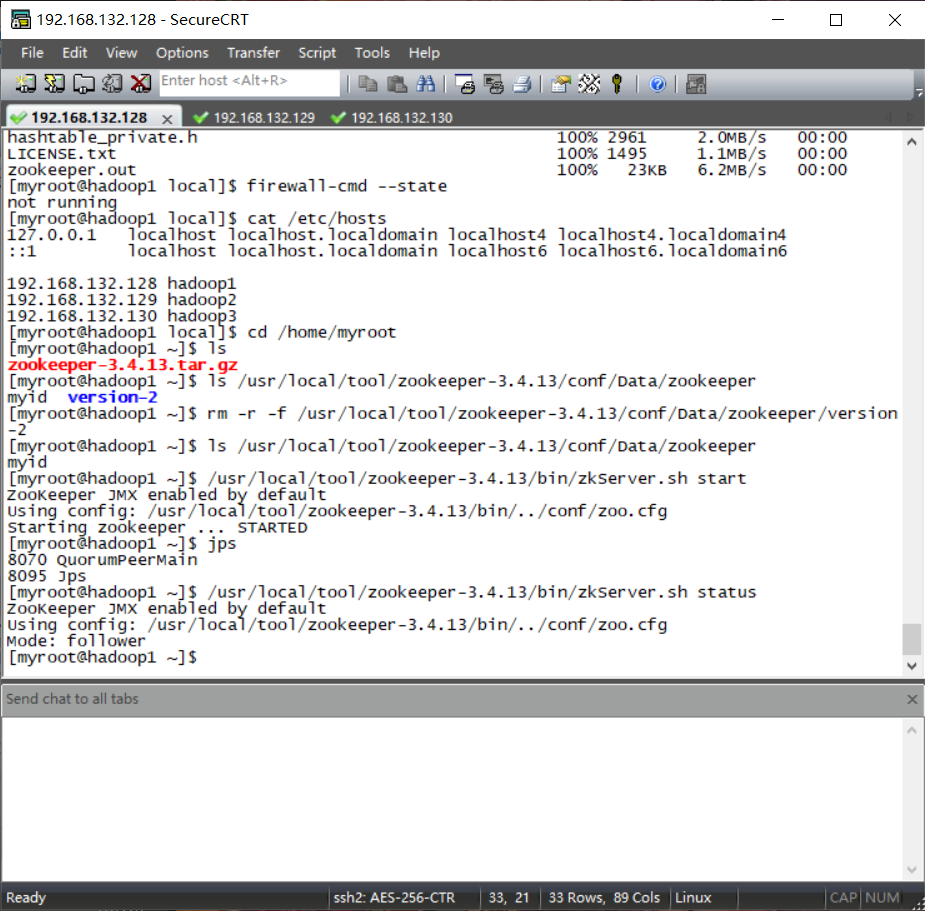 192.168.132.128 - SecureCRT
File Edit View Options Transfer Script Tools Help
Enter host <Alt+R>
192.168.132.128 192.168.132.129 192.168.132.130
hashtable_private.h 100% 2961 2.0MB/s 00:00
LICENSE.txt 100% 1495 1.1MB/s 00:00
zookeeper.out 100% 23KB 6.2MB/s 00:00
[myroot@hadoop1 local]$ firewall-cmd --state
not running
[myroot@hadoop1 local]$ cat /etc/hosts
127.0.0.1 localhost localhost.localdomain localhost4 localhost4.localdomain4
::1 localhost localhost.localdomain localhost6 localhost6.localdomain6
192.168.132.128 hadoop1
192.168.132.129 hadoop2
192.168.132.130 hadoop3
[myroot@hadoop1 local]$ cd /home/myroot
[myroot@hadoop1 ~]$ ls
zookeeper-3.4.13.tar.gz
[myroot@hadoop1 ~]$ ls /usr/local/tool/zookeeper-3.4.13/conf/Data/zookeeper
myid version-2
[myroot@hadoop1 ~]$ rm -r -f /usr/local/tool/zookeeper-3.4.13/conf/Data/zookeeper/version
-2
[myroot@hadoop1 ~]$ ls /usr/local/tool/zookeeper-3.4.13/conf/Data/zookeeper
myid
[myroot@hadoop1 ~]$ /usr/local/tool/zookeeper-3.4.13/bin/zkServer.sh start
ZooKeeper JMX enabled by default
Using config: /usr/local/tool/zookeeper-3.4.13/bin/../conf/zoo.cfg
Starting zookeeper ... STARTED
[myroot@hadoop1 ~]$ jps
8070 QuorumPeerMain
8095 Jps
[myroot@hadoop1 ~]$ /usr/local/tool/zookeeper-3.4.13/bin/zkServer.sh status
ZooKeeper JMX enabled by default
Using config: /usr/local/tool/zookeeper-3.4.13/bin/../conf/zoo.cfg
Mode: follower
[myroot@hadoop1 ~]$
Send chat to all tabs
Ready ssh2: AES-256-CTR 33, 21 33 Rows, 89 Cols Linux CAP NUM